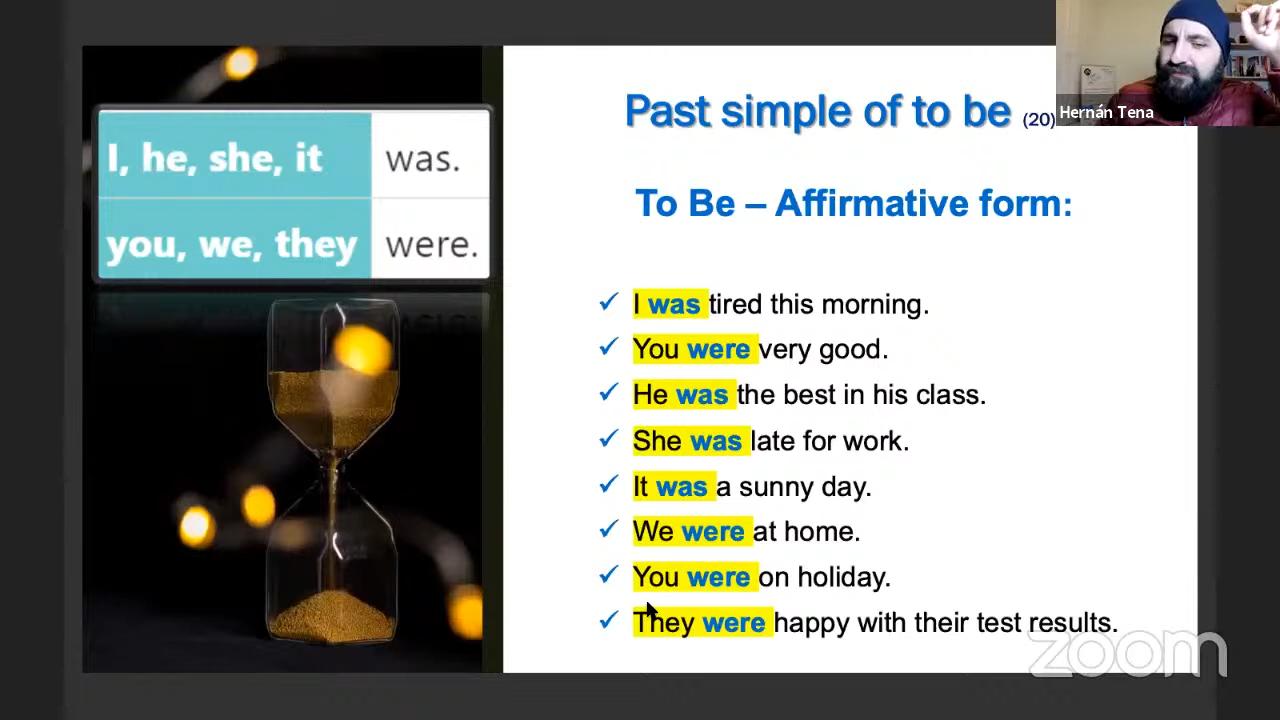 I, he, she, it was.
you, we, they were.
Past simple of to be (20)
Hernán Tena
To Be – Affirmative form:
✓ I was tired this morning.
✓ You were very good.
✓ He was the best in his class.
✓ She was late for work.
✓ It was a sunny day.
✓ We were at home.
✓ You were on holiday.
✓ They were happy with their test results.
zoom